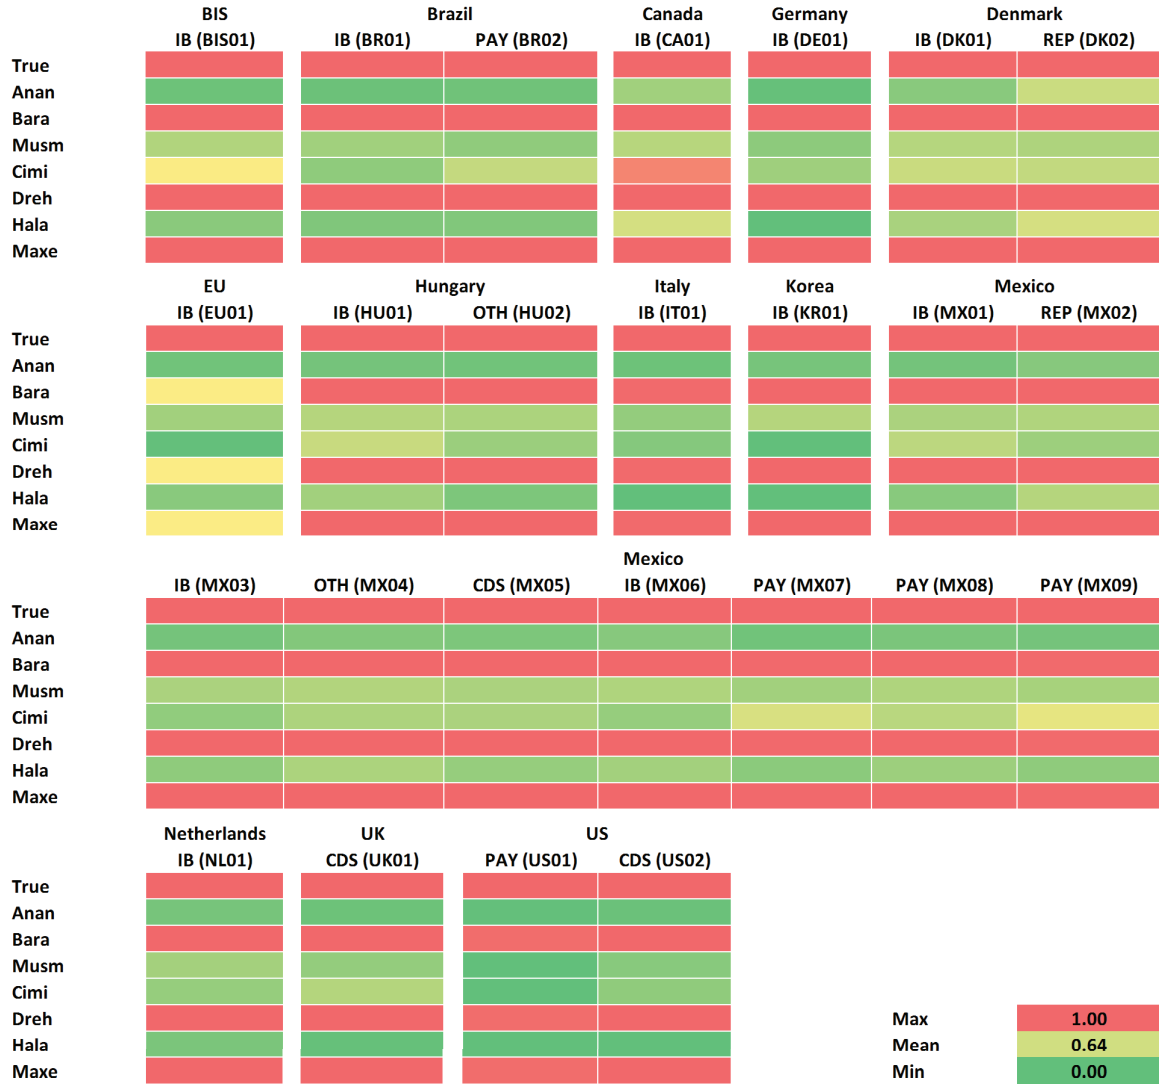 BIS Brazil Canada Germany Denmark
IB (BIS01) IB (BR01) PAY (BR02) IB (CA01) IB (DE01) IB (DK01) REP (DK02)
True
Anan
Bara
Musm
Cimi
Dreh
Hala
Maxe
EU Hungary Italy Korea Mexico
IB (EU01) IB (HU01) OTH (HU02) IB (IT01) IB (KR01) IB (MX01) REP (MX02)
True
Anan
Bara
Musm
Cimi
Dreh
Hala
Maxe
Mexico
IB (MX03) OTH (MX04) CDS (MX05) IB (MX06) PAY (MX07) PAY (MX08) PAY (MX09)
True
Anan
Bara
Musm
Cimi
Dreh
Hala
Maxe
Netherlands UK US
IB (NL01) CDS (UK01) PAY (US01) CDS (US02)
True
Anan
Bara
Musm
Cimi
Dreh Max 1.00
Hala Mean 0.64
Maxe Min 0.00